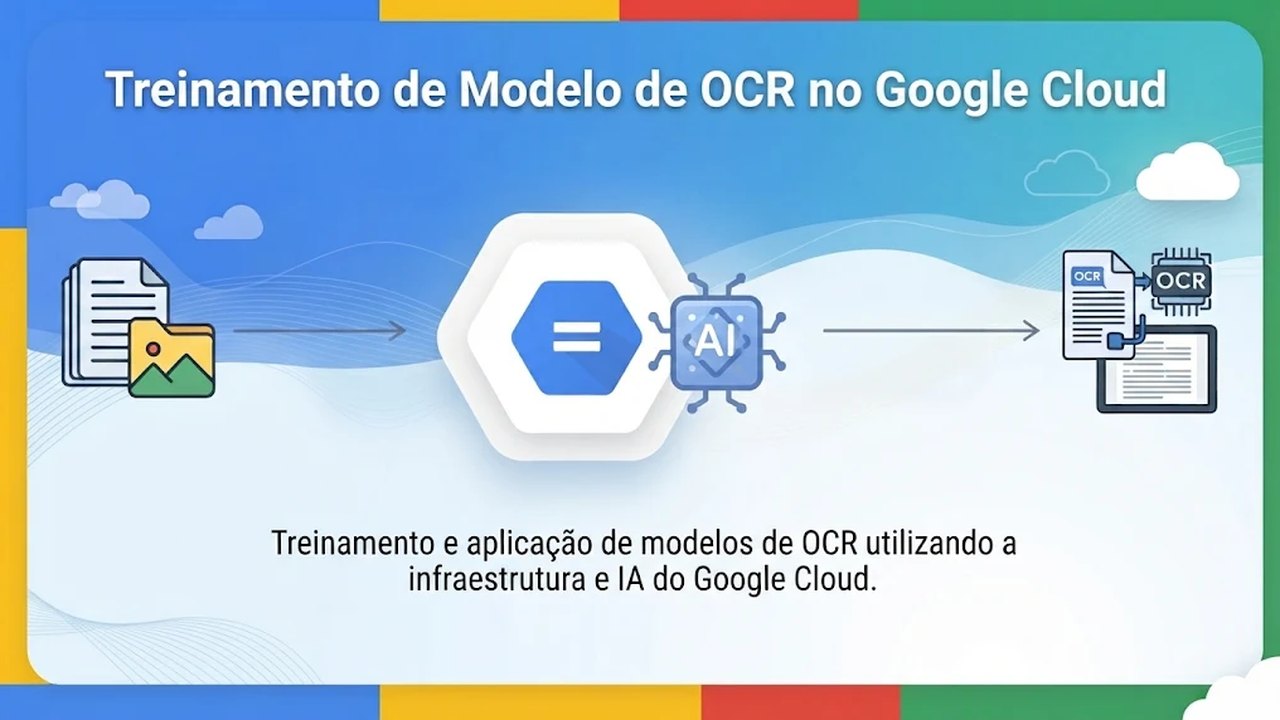 Treinamento de Modelo de OCR no Google Cloud
AI
OCR
OCR
Treinamento e aplicação de modelos de OCR utilizando a
infraestrutura e IA do Google Cloud.